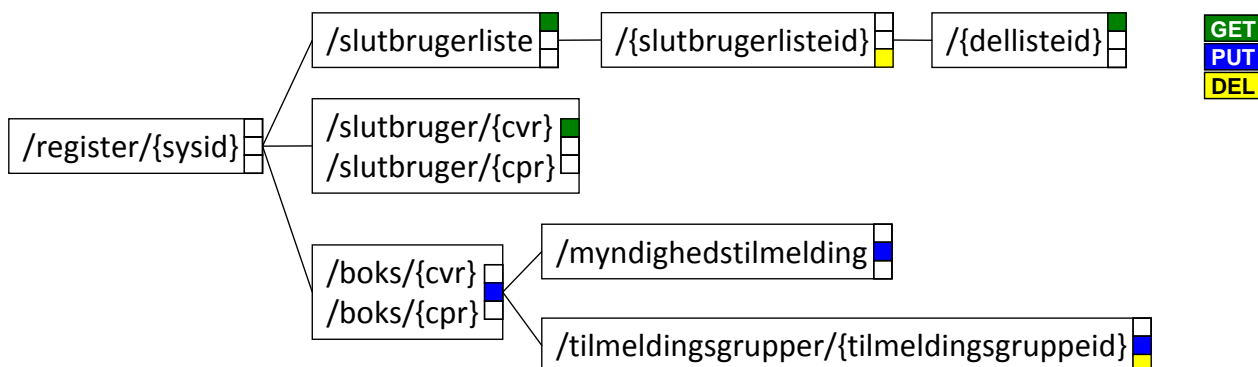 /slutbrugerliste
/{slutbrugerlisteid}
/{dellisteid}
GET
PUT
DEL
/register/{sysid}
/slutbruger/{cvr}
/slutbruger/{cpr}
/boks/{cvr}
/boks/{cpr}
/myndighedstilmelding
/tilmeldingsgrupper/{tilmeldingsgruppeid}